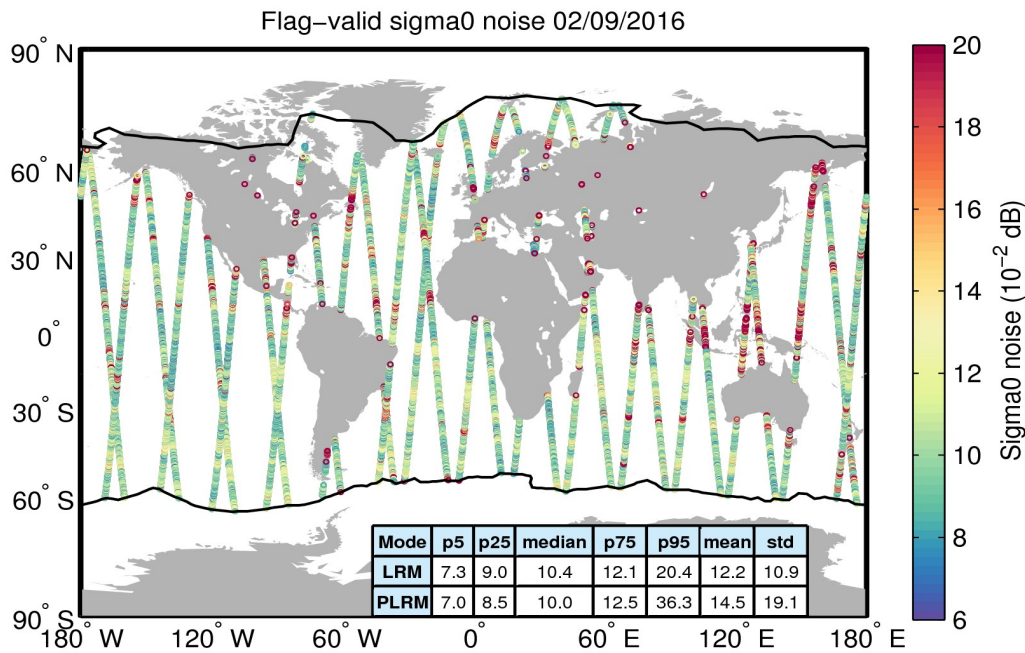 Flag−valid sigma0 noise 02/09/2016
90° N
60° N
30° N
0°
30° S
60° S
90° S
180° W
120° W
60° W
0°
60° E
120° E
180° E
Mode p5 p25 median p75 p95 mean std
LRM 7.3 9.0 10.4 12.1 20.4 12.2 10.9
PLRM 7.0 8.5 10.0 12.5 36.3 14.5 19.1
20
18
16
14
12
10
8
6
Sigma0 noise (10⁻² dB)